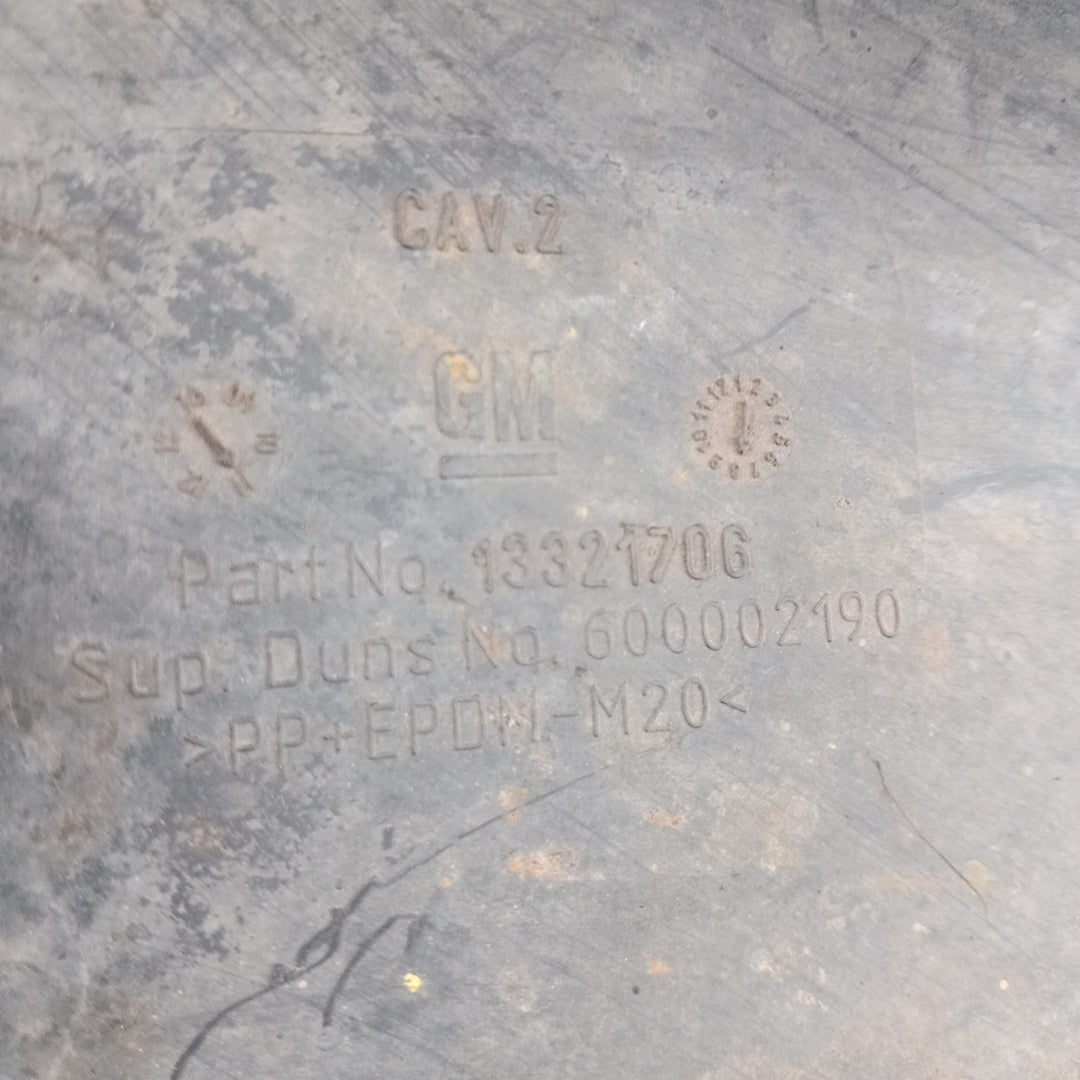 CAV.2
GM
Part No. 13321706
Sup. Duns No. 600002190
>PP+EPDM-M20<